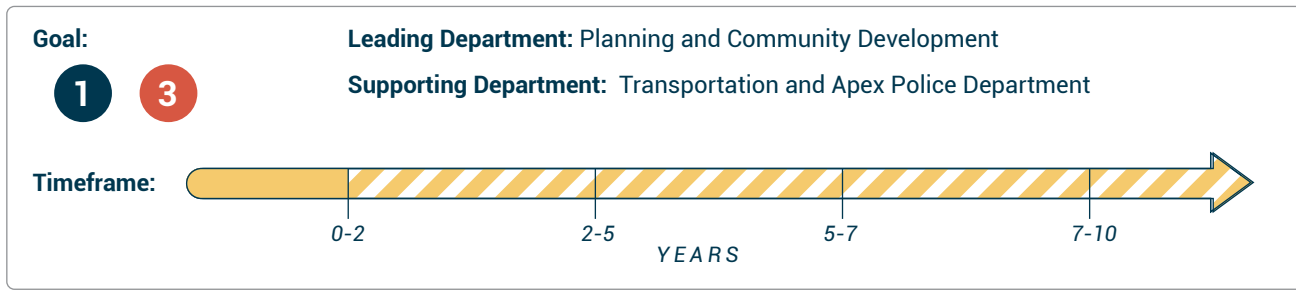 Goal:
Leading Department: Planning and Community Development
1 3
Supporting Department: Transportation and Apex Police Department
Timeframe:
0-2 2-5 5-7 7-10
YEARS